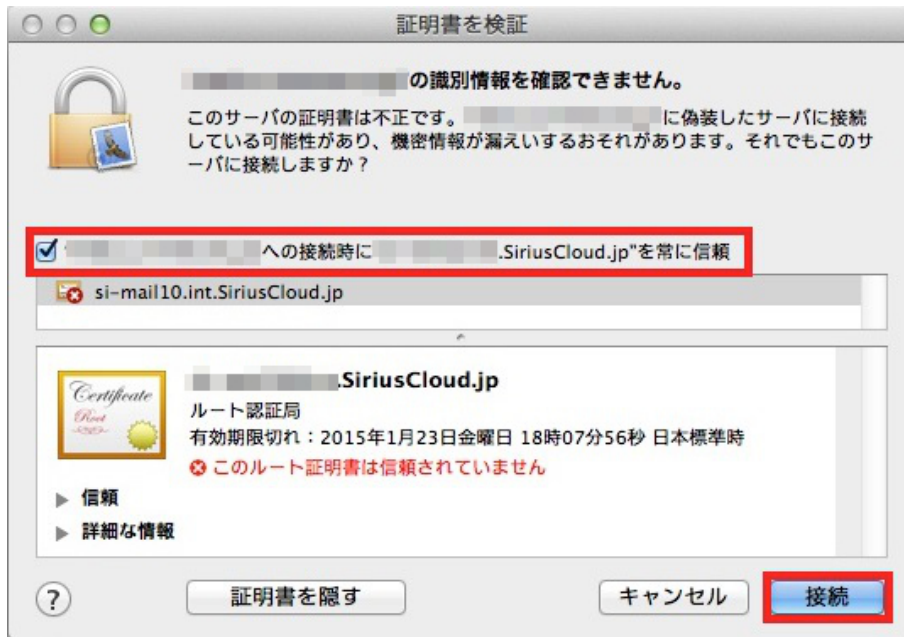 証明書を検証
の識別情報を確認できません。
このサーバの証明書は不正です。 に偽装したサーバに接続
している可能性があり、機密情報が漏えいするおそれがあります。それでもこのサ
ーバに接続しますか？
への接続時に .SiriusCloud.jp"を常に信頼
si-mail10.int.SiriusCloud.jp
Certificate
Root
.SiriusCloud.jp
ルート認証局
有効期限切れ：2015年1月23日金曜日 18時07分56秒 日本標準時
このルート証明書は信頼されていません
▶ 信頼
▶ 詳細な情報
?
証明書を隠す
キャンセル
接続